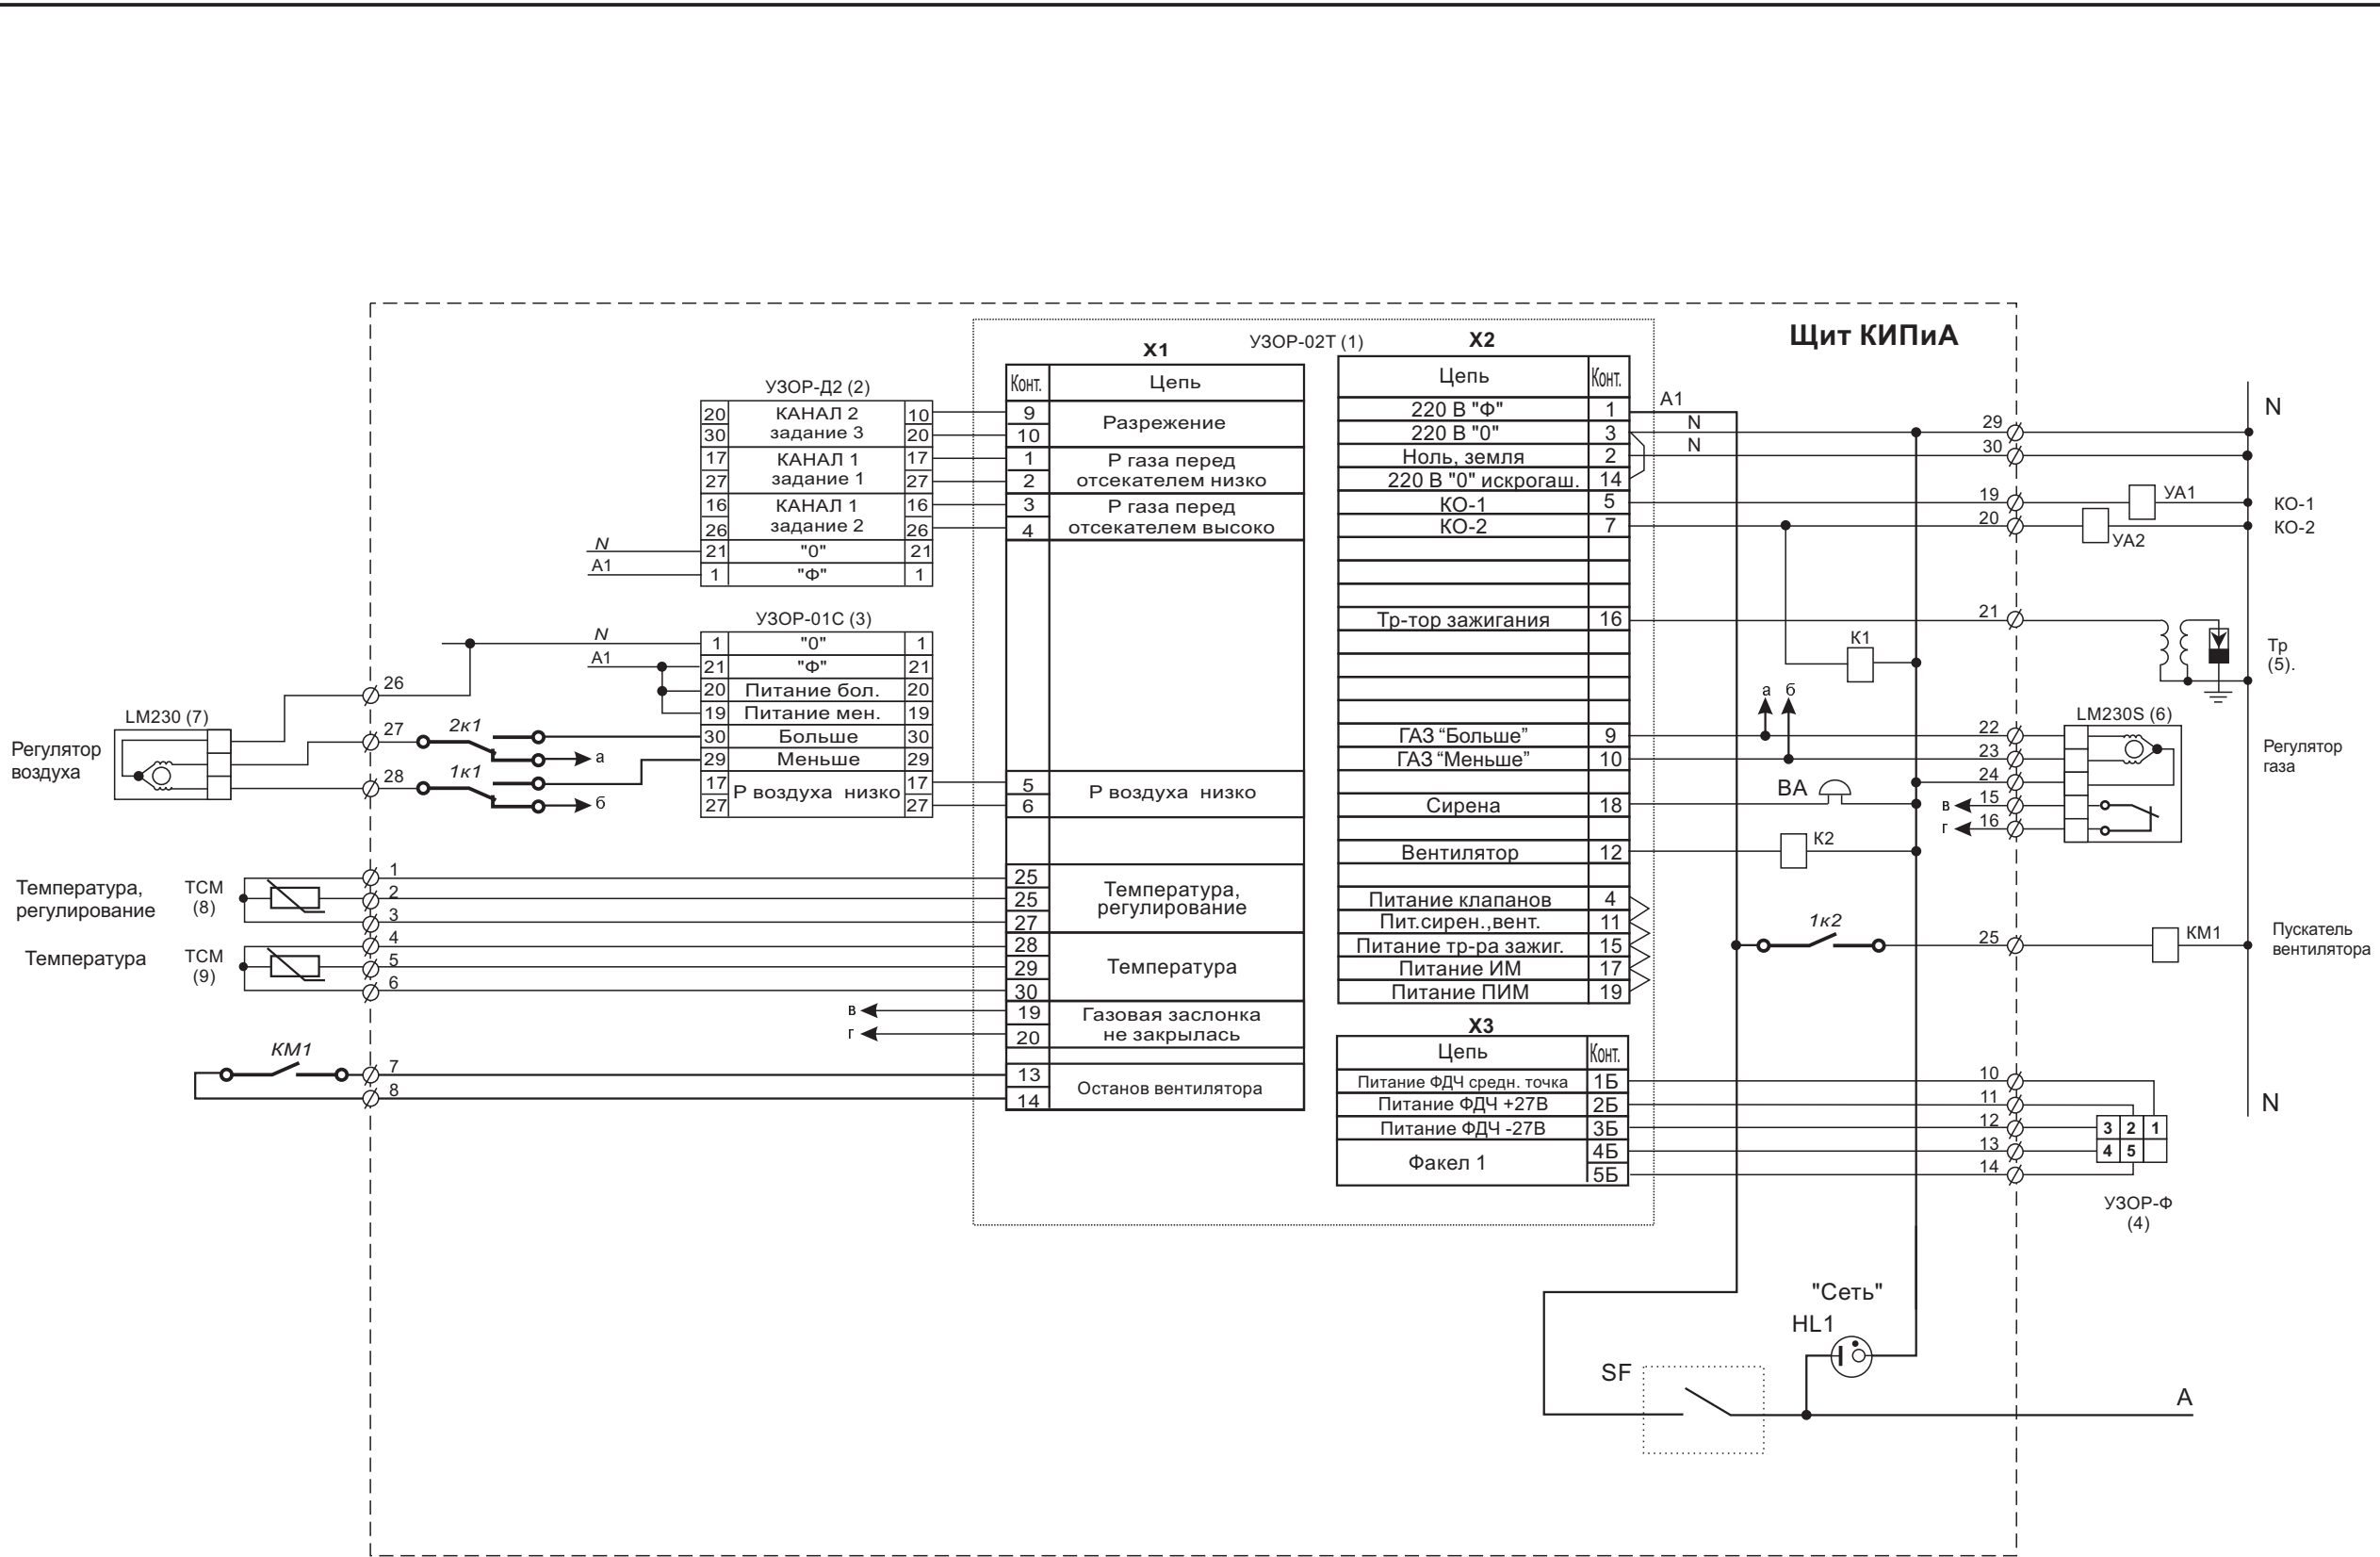 Щит КИПиА
УЗОР-02Т (1)
УЗОР-Д2 (2)
20 КАНАЛ 2 10
30 задание 3 20
17 КАНАЛ 1 17
27 задание 1 27
16 КАНАЛ 1 16
26 задание 2 26
N 21 "0" 21
А1 1 "Ф" 1
УЗОР-01С (3)
N 1 "0" 1
А1 21 "Ф" 21
20 Питание бол. 20
19 Питание мен. 19
30 Больше 30
29 Меньше 29
17 Р воздуха низко 17
27 27
Регулятор
воздуха
LM230 (7)
26
27 2к1 а
28 1к1 б
Температура,
регулирование
ТСМ
(8)
1
2
3
Температура
ТСМ
(9)
4
5
6
в
г
КМ1
7
8
X1
Конт. Цепь
9 Разрежение
10
1 Р газа перед
2 отсекателем низко
3 Р газа перед
4 отсекателем высоко
5 Р воздуха низко
6
25 Температура,
25 регулирование
27
28
29 Температура
30
19 Газовая заслонка
20 не закрылась
13 Останов вентилятора
14
X2
Цепь Конт.
220 В "Ф" 1
220 В "0" 3
Ноль, земля 2
220 В "0" искрогаш. 14
КО-1 5
КО-2 7
Тр-тор зажигания 16
ГАЗ “Больше” 9
ГАЗ “Меньше” 10
Сирена 18
Вентилятор 12
Питание клапанов 4
Пит.сирен.,вент. 11
Питание тр-ра зажиг. 15
Питание ИМ 17
Питание ПИМ 19
X3
Цепь Конт.
Питание ФДЧ средн. точка 1Б
Питание ФДЧ +27В 2Б
Питание ФДЧ -27В 3Б
Факел 1 4Б
5Б
А1
N
N
29
30
N
19 УА1 КО-1
20 УА2 КО-2
21
К1
Тр
(5).
а б
LM230S (6)
22
23
24
в 15
г 16
Регулятор
газа
ВА
К2
1к2
25
КМ1
Пускатель
вентилятора
10
11
12
13
14
3 2 1
4 5
N
УЗОР-Ф
(4)
"Сеть"
HL1
SF
А